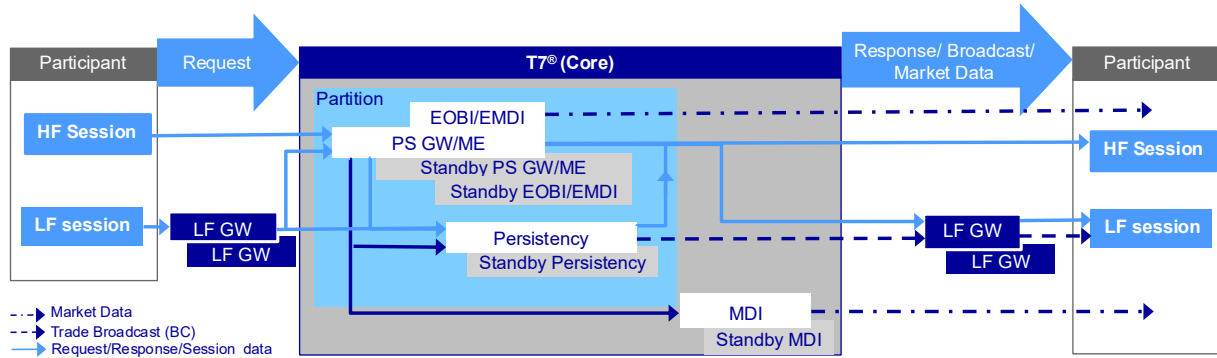 Participant
Request
T7® (Core)
Response/ Broadcast/
Market Data
Participant
Partition
EOBI/EMDI
HF Session
PS GW/ME
HF Session
Standby PS GW/ME
Standby EOBI/EMDI
LF session
LF GW
LF GW
Persistency
Standby Persistency
LF GW
LF GW
LF session
MDI
Standby MDI
Market Data
Trade Broadcast (BC)
Request/Response/Session data